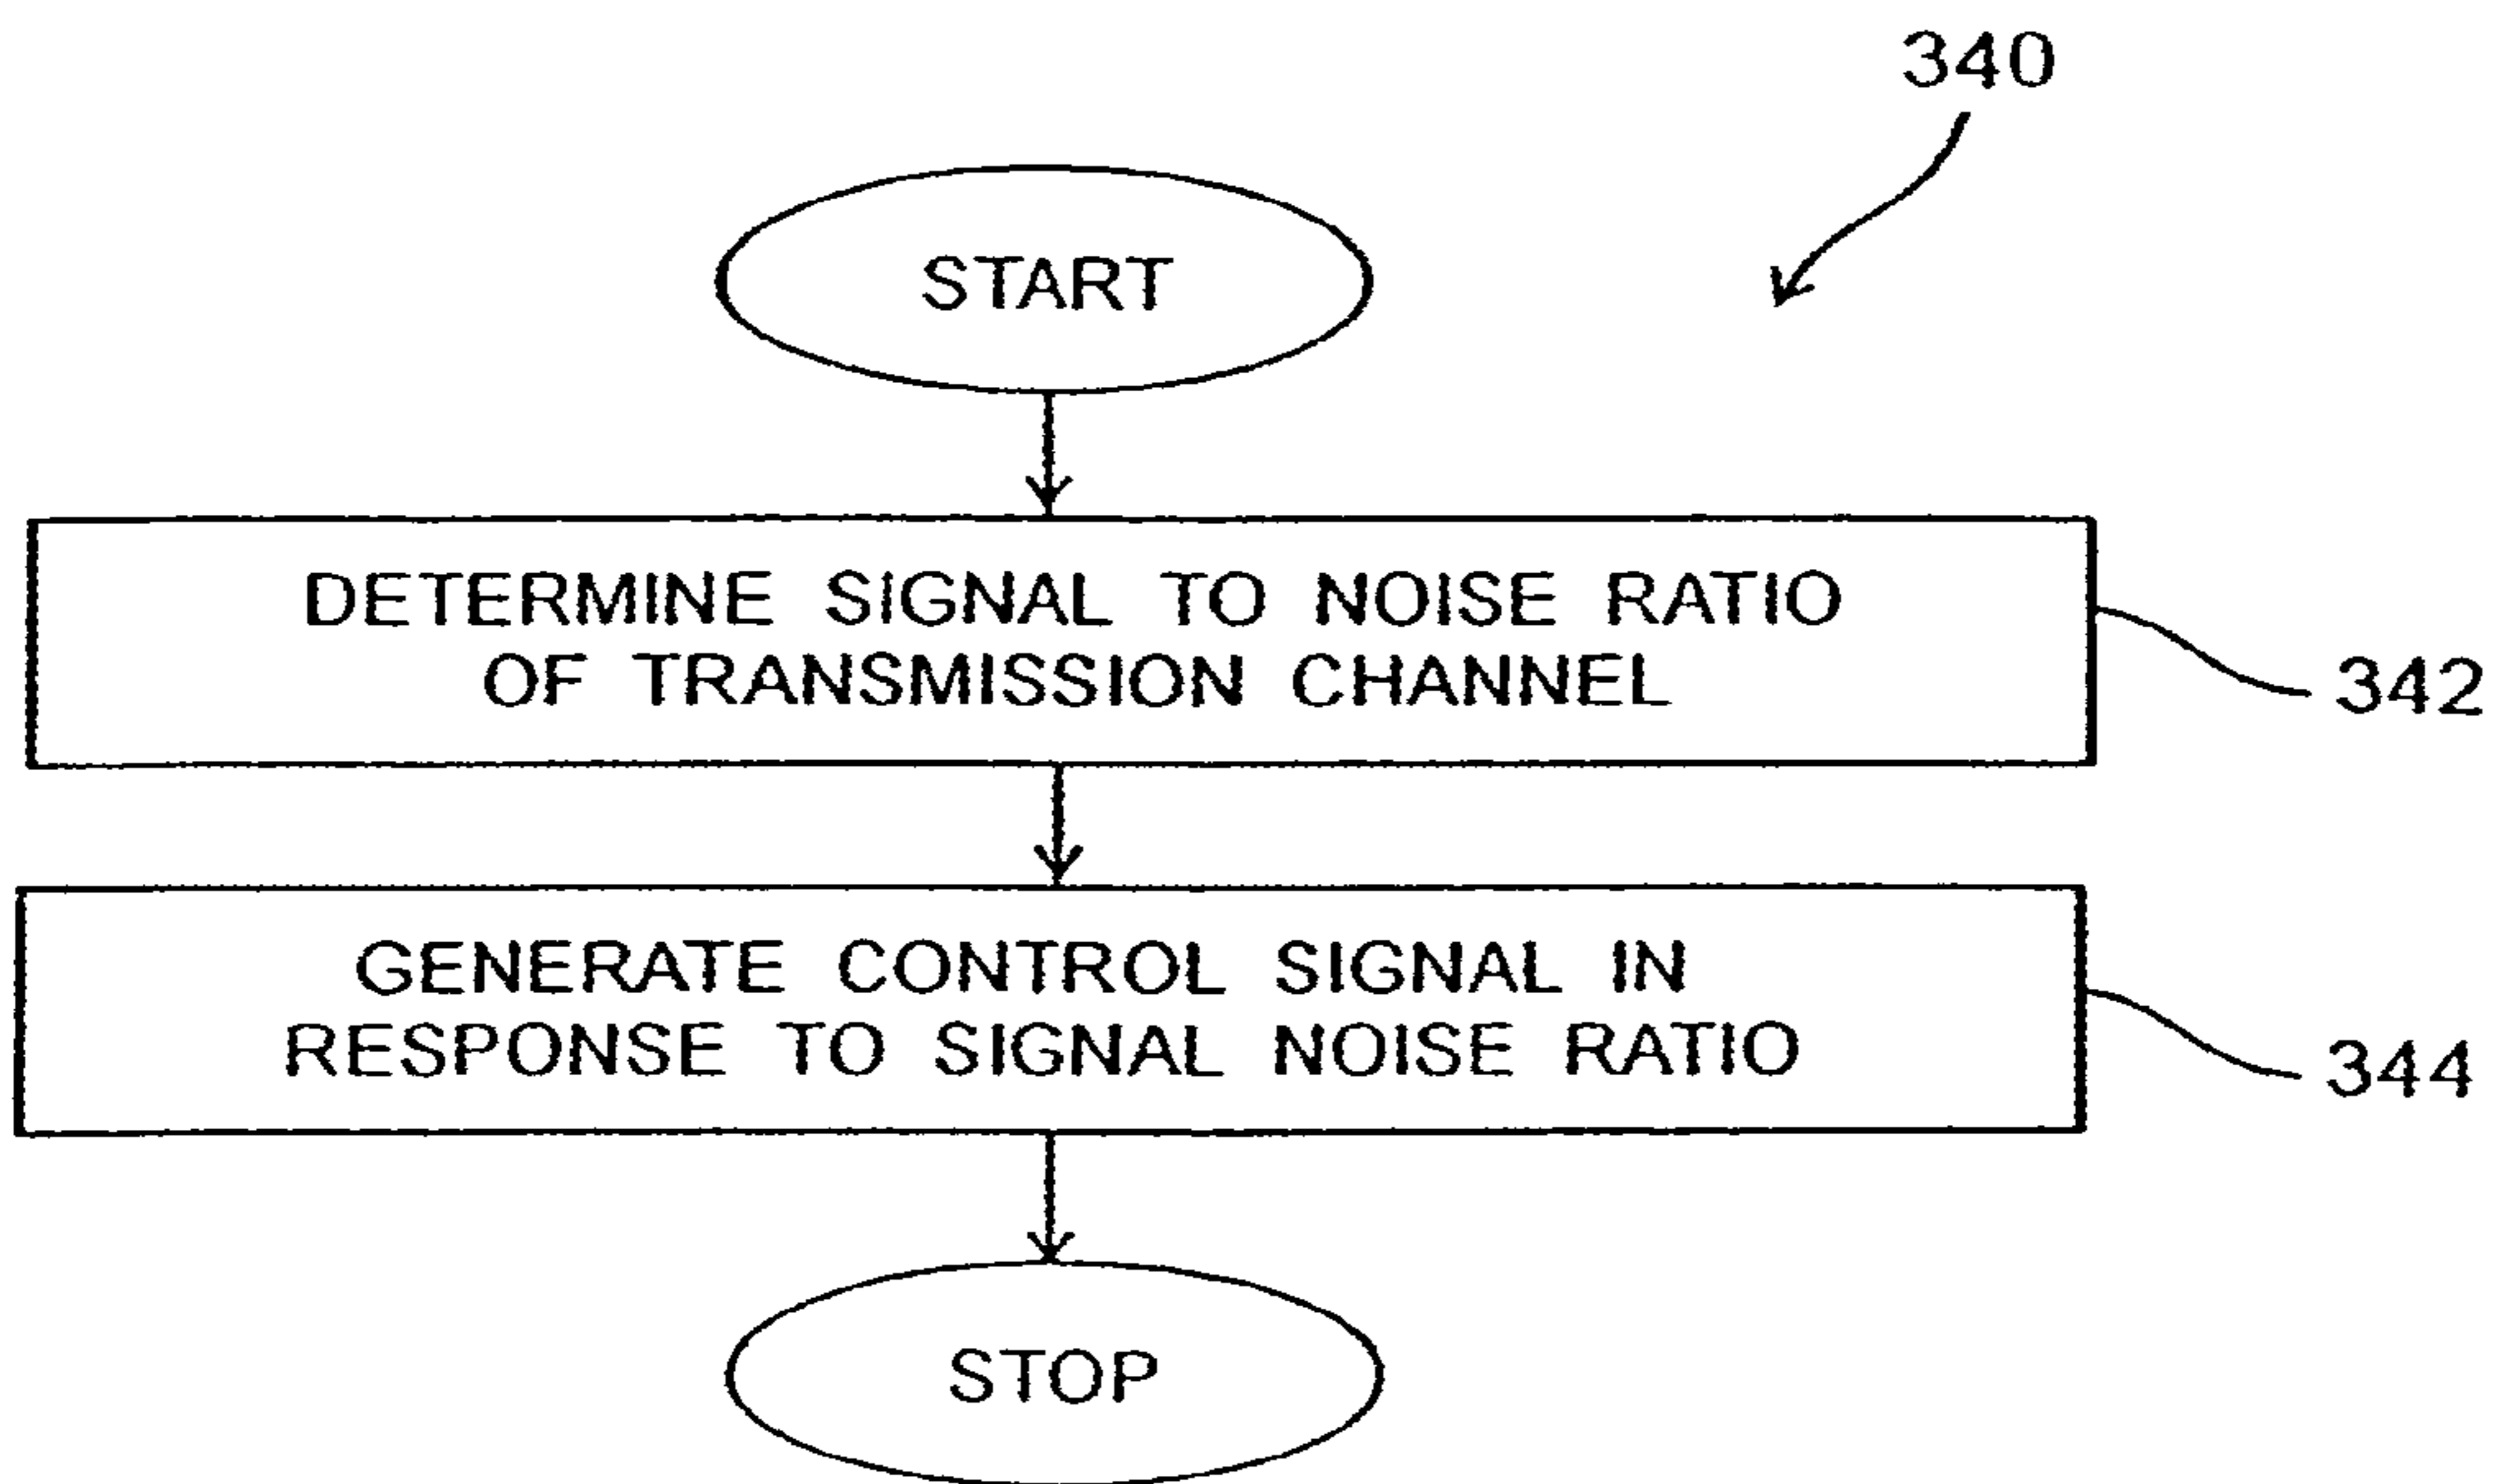 340
START
DETERMINE SIGNAL TO NOISE RATIO
OF TRANSMISSION CHANNEL
342
GENERATE CONTROL SIGNAL IN
RESPONSE TO SIGNAL NOISE RATIO
344
STOP